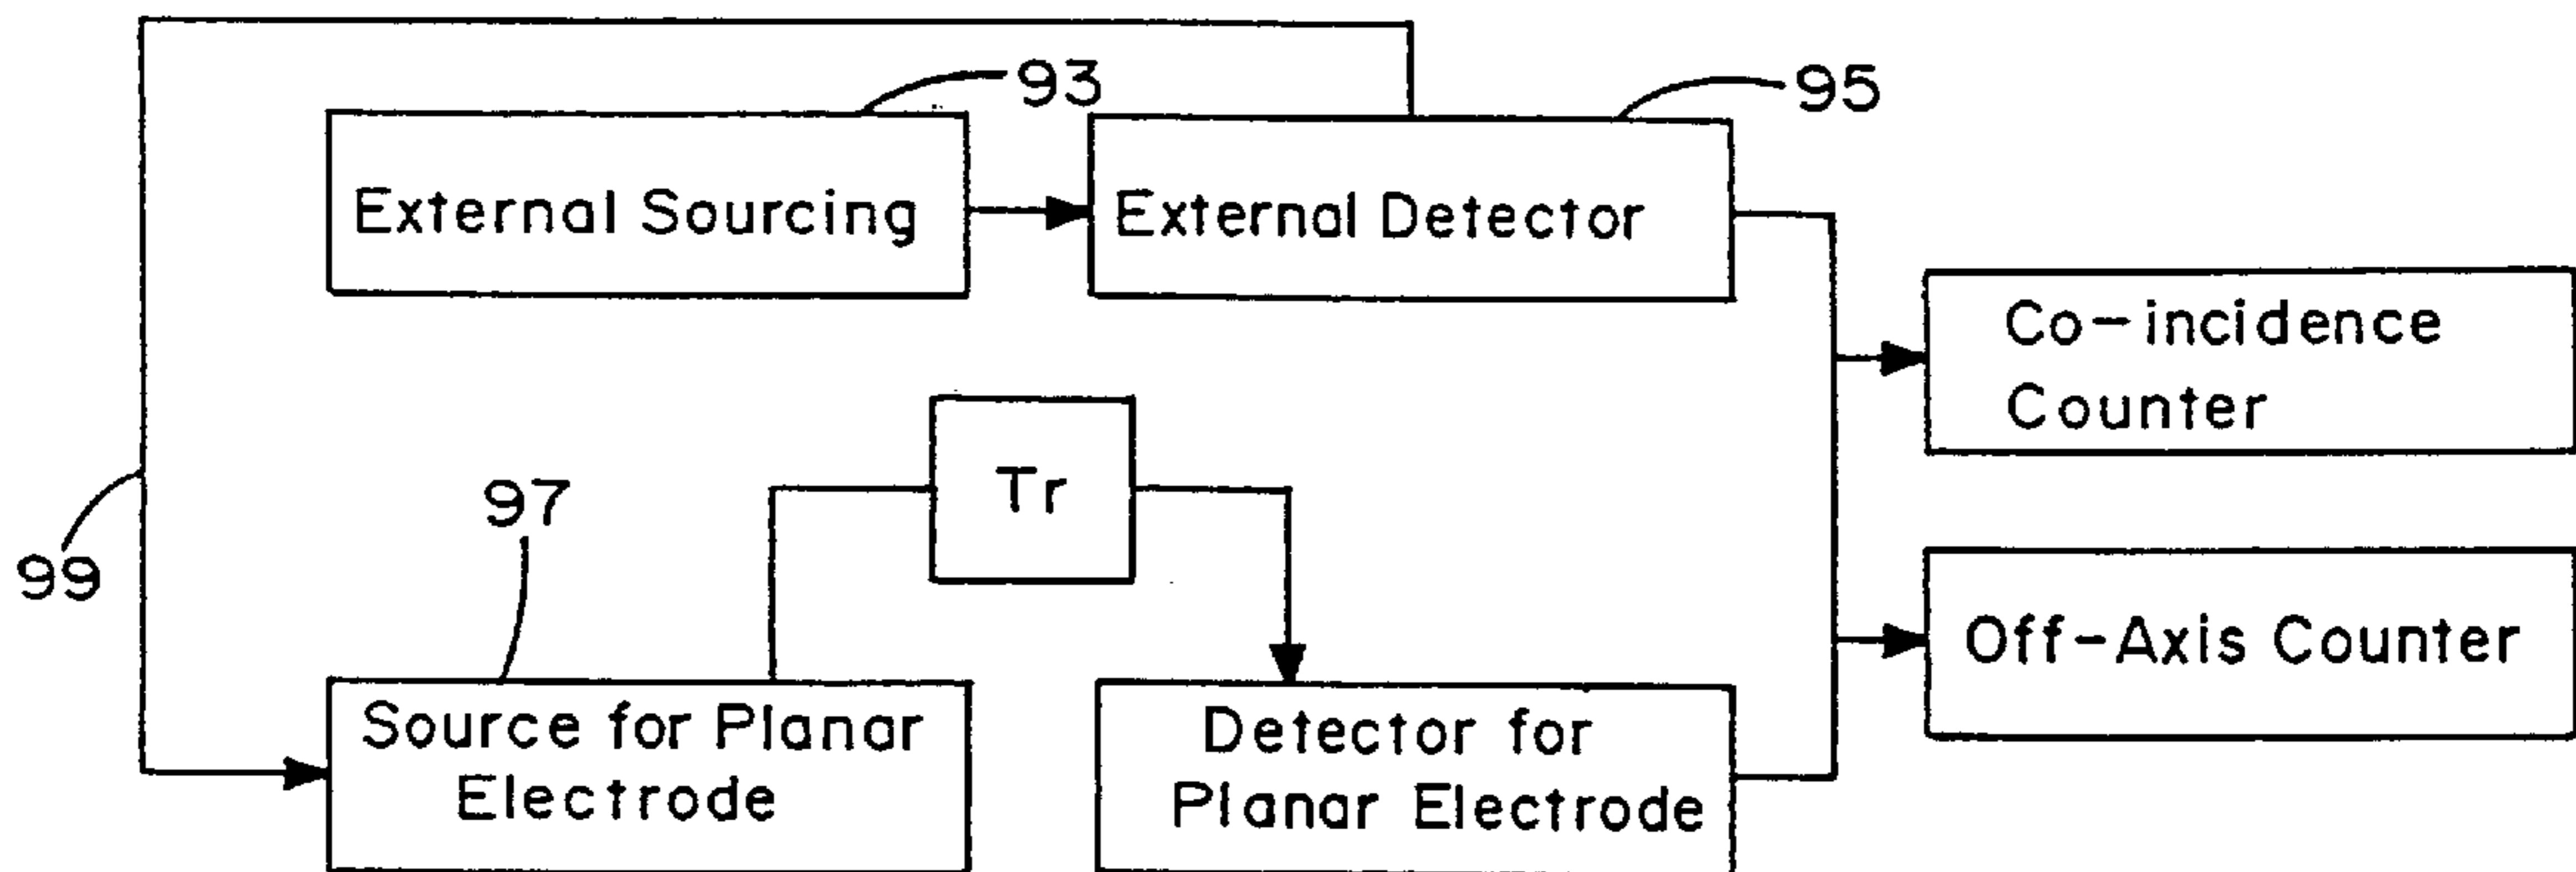 93
95
External Sourcing
External Detector
Co-incidence
Counter
Tr
97
99
Off-Axis Counter
Source for Planar
Electrode
Detector for
Planar Electrode